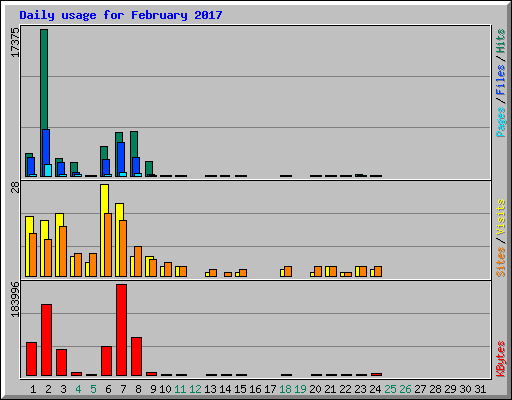 Daily usage for February 2017
17375
Pages / Files / Hits
28
Sites / Visits
183996
KBytes
1 2 3 4 5 6 7 8 9 10 11 12 13 14 15 16 17 18 19 20 21 22 23 24 25 26 27 28 29 30 31